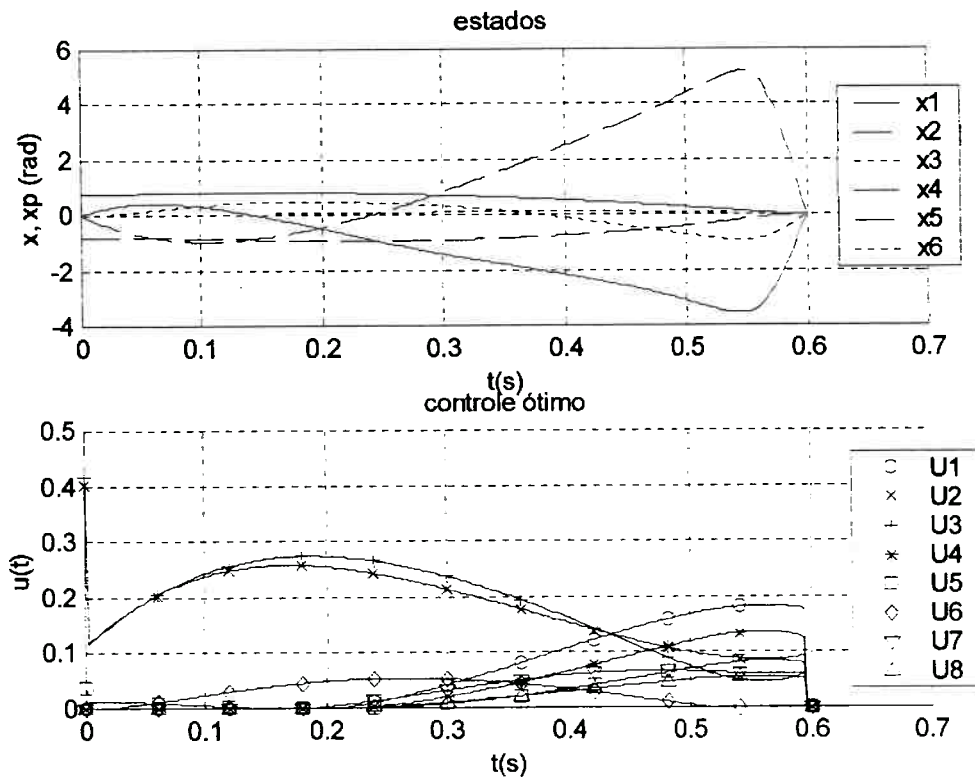 estados
x, xp (rad)
6
4
2
0
-2
-4
0
0.1
0.2
0.3
0.4
0.5
0.6
0.7
t(s)
x1
x2
x3
x4
x5
x6
controle ótimo
u(t)
0.5
0.4
0.3
0.2
0.1
0
0
0.1
0.2
0.3
0.4
0.5
0.6
0.7
t(s)
U1
U2
U3
U4
U5
U6
U7
U8